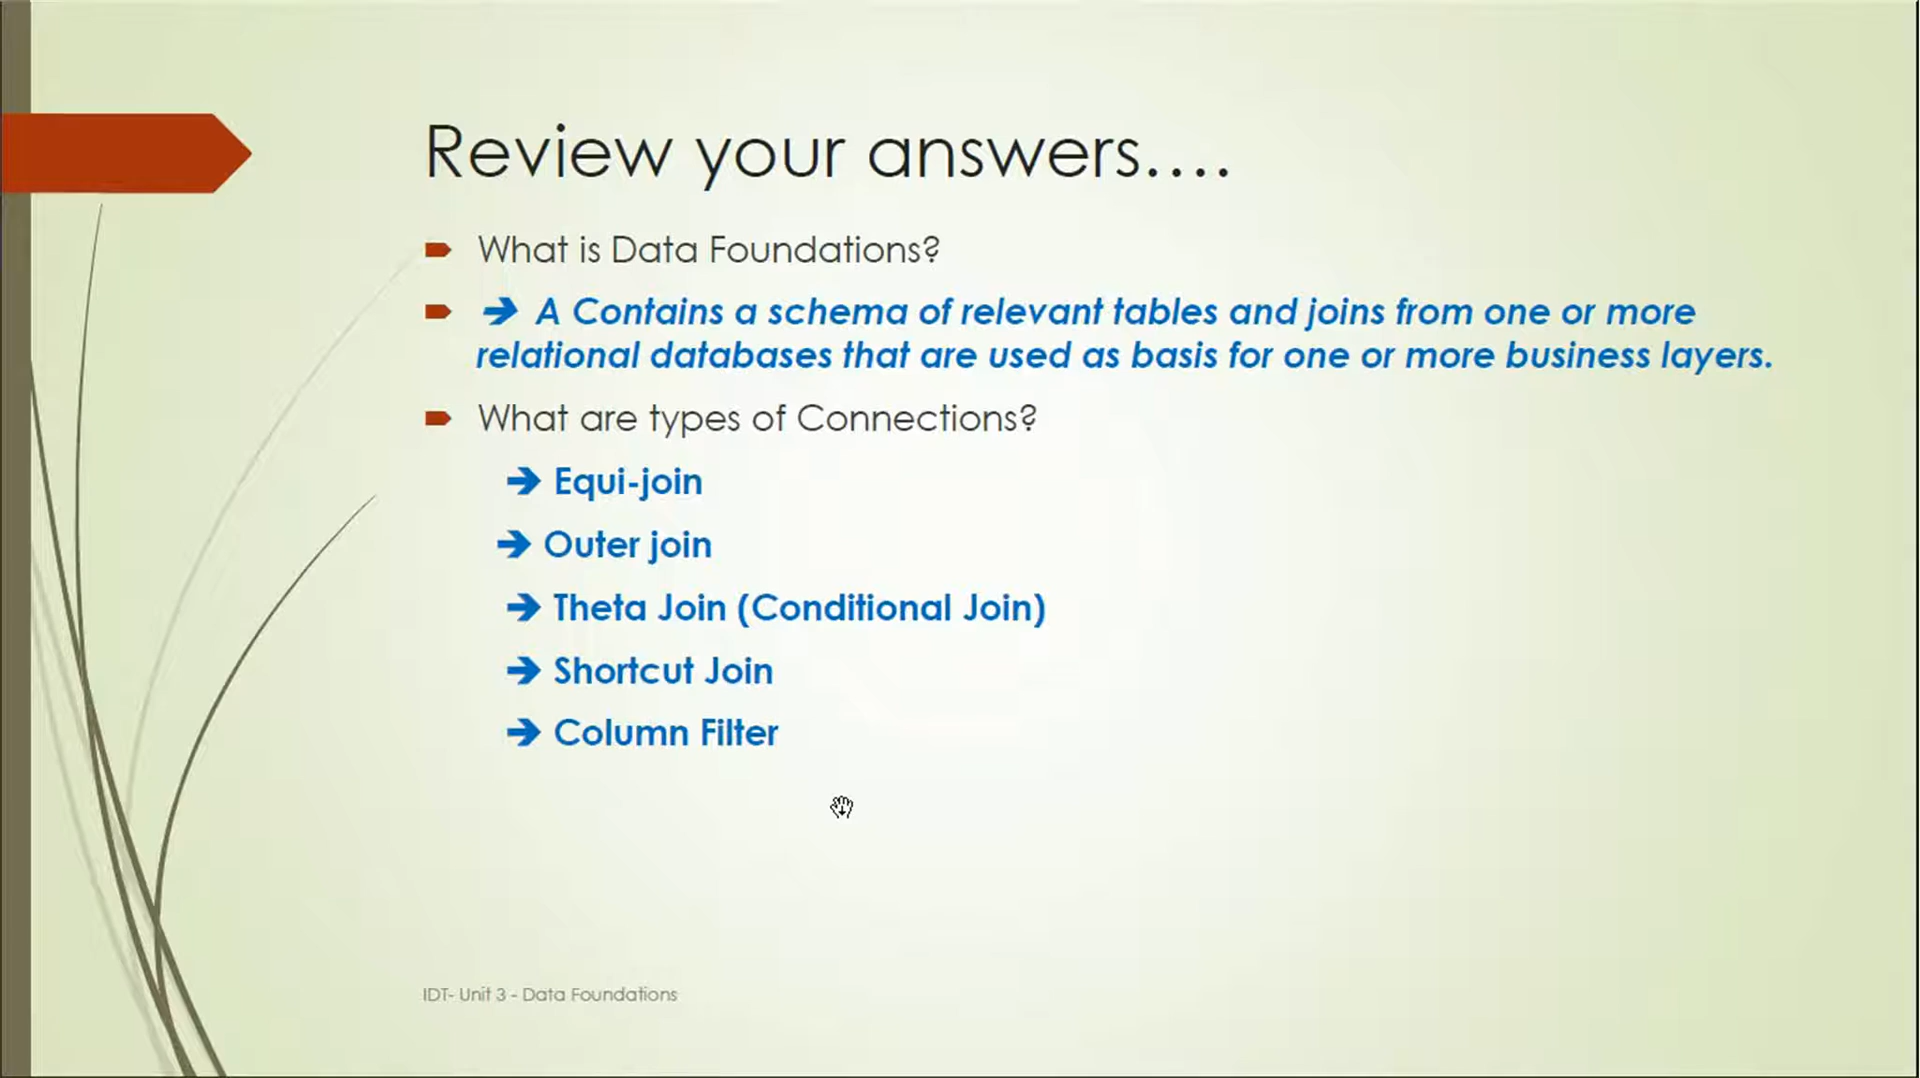 Review your answers....
What is Data Foundations?
➔ A Contains a schema of relevant tables and joins from one or more
relational databases that are used as basis for one or more business layers.
What are types of Connections?
➔ Equi-join
➔ Outer join
➔ Theta Join (Conditional Join)
➔ Shortcut Join
➔ Column Filter
IDT- Unit 3 - Data Foundations